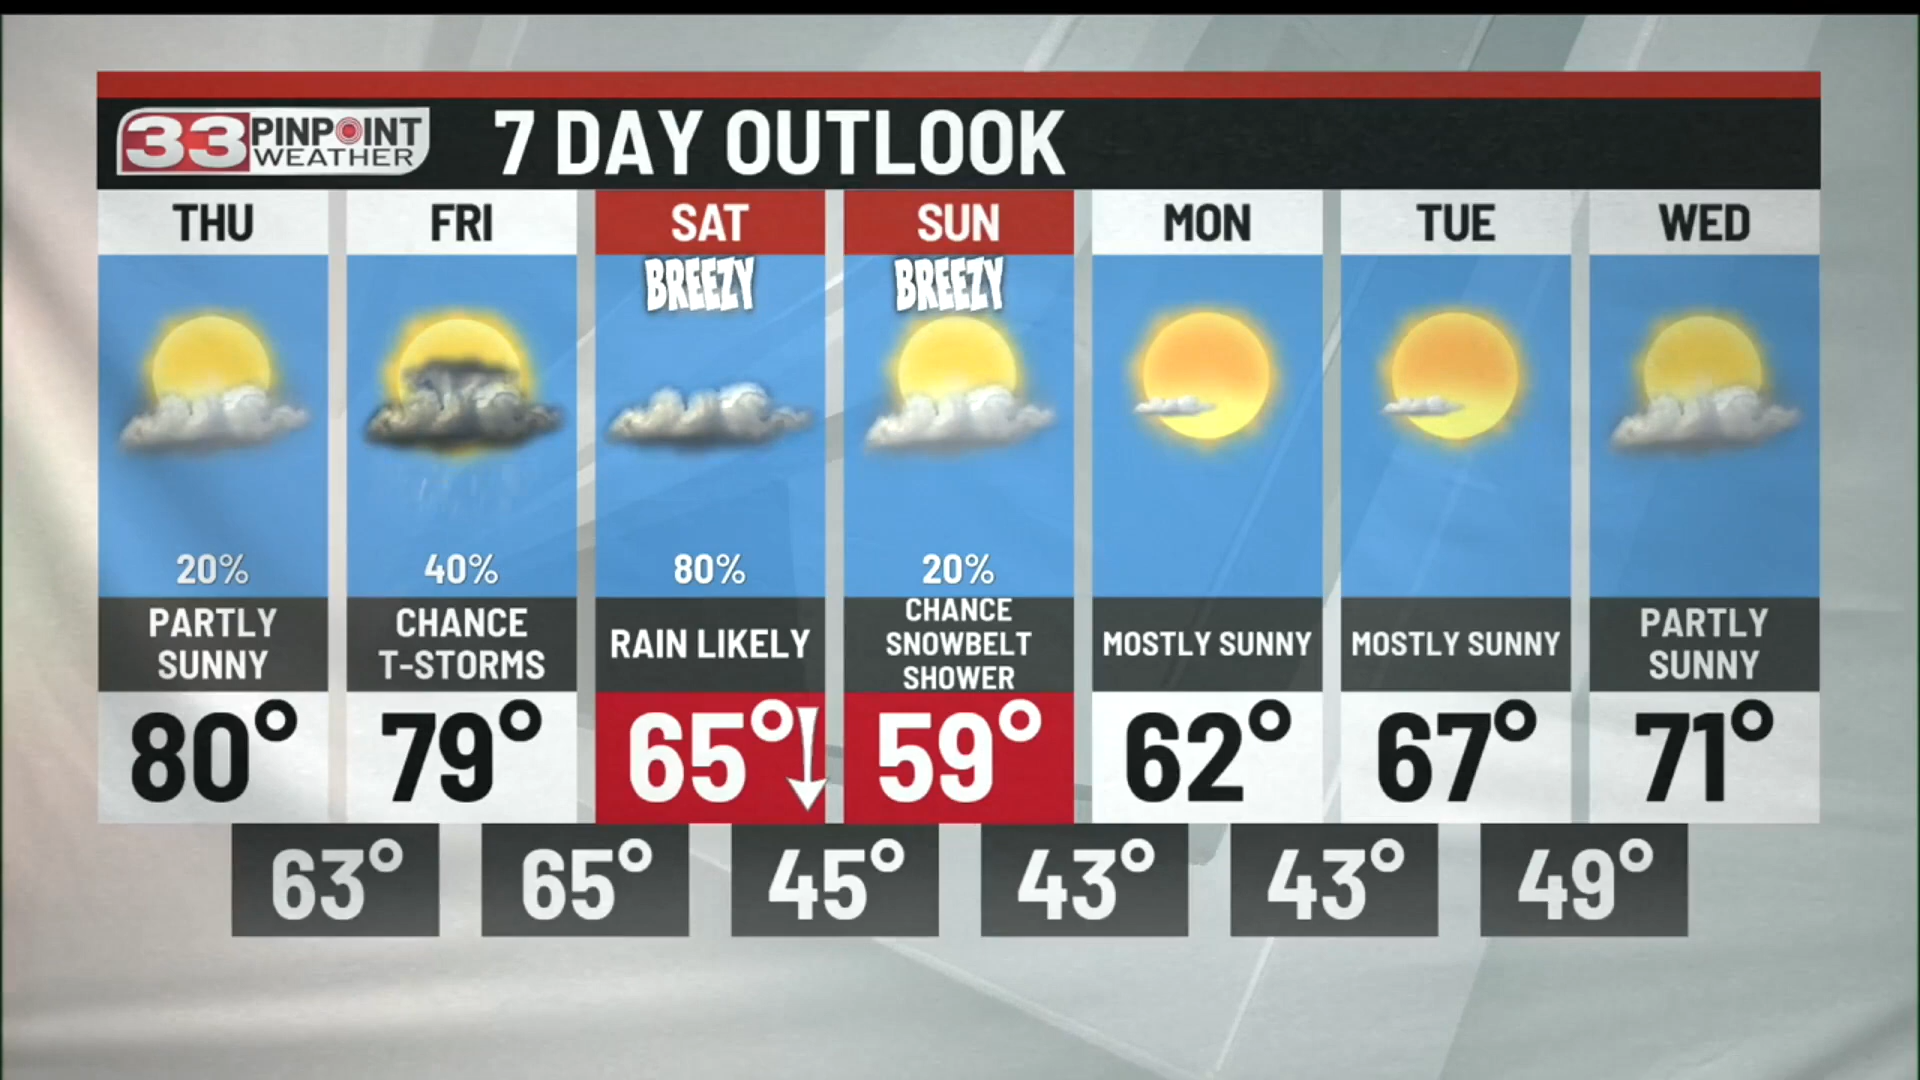 33 PINPOINT WEATHER
7 DAY OUTLOOK
THU FRI SAT SUN MON TUE WED
BREEZY BREEZY
20% 40% 80% 20%
PARTLY SUNNY
CHANCE T-STORMS
RAIN LIKELY
CHANCE SNOWBELT SHOWER
MOSTLY SUNNY
MOSTLY SUNNY
PARTLY SUNNY
80° 79° 65° 59° 62° 67° 71°
63° 65° 45° 43° 43° 49°